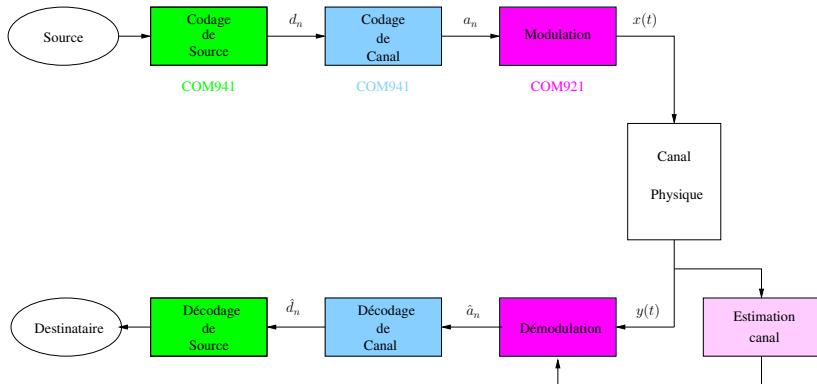 Source
Codage
de
Source
d_n
Codage
de
Canal
a_n
Modulation
x(t)
COM941
COM941
COM921
Canal
Physique
Destinataire
Décodage
de
Source
d̂_n
Décodage
de
Canal
â_n
Démodulation
y(t)
Estimation
canal